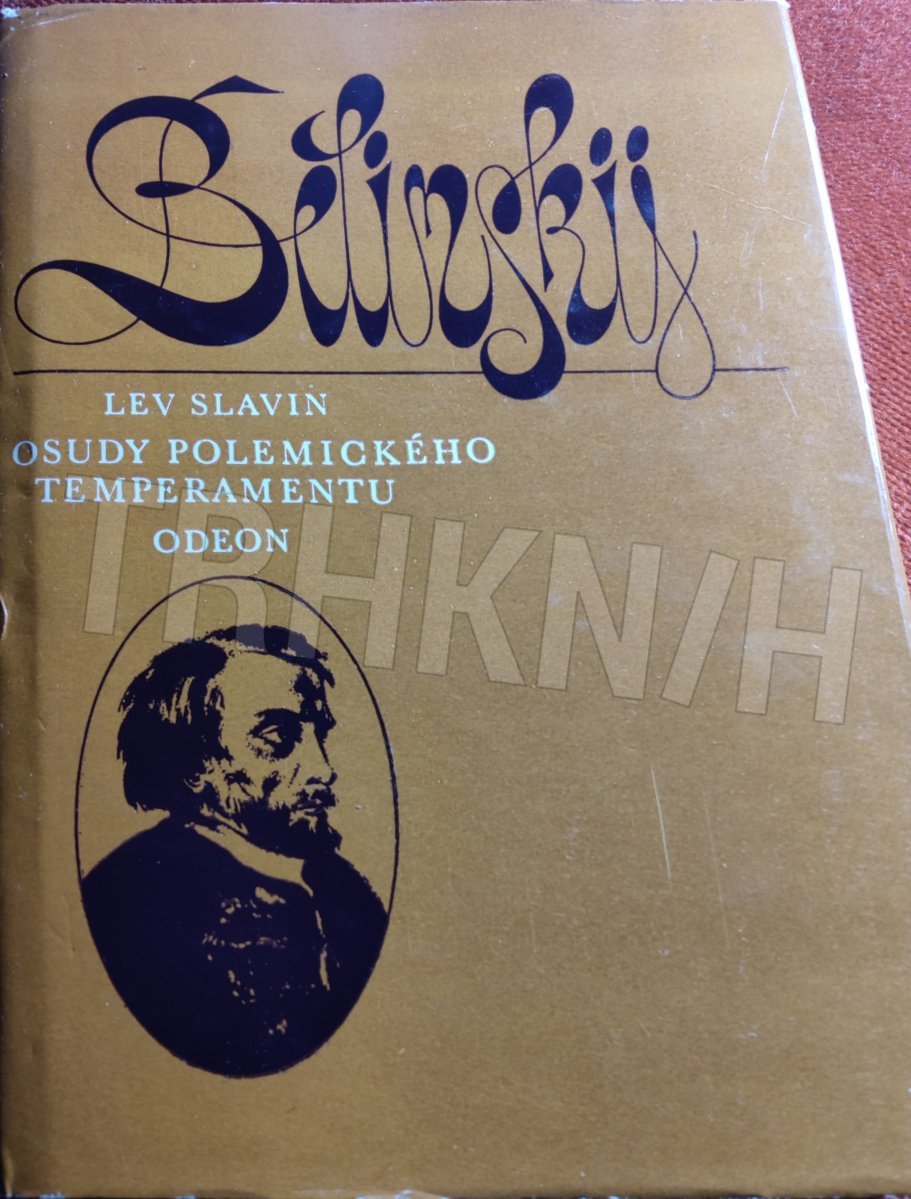 Bělinskij
LEV SLAVIN
OSUDY POLEMICKÉHO
TEMPERAMENTU
ODEON
TRHKNIH